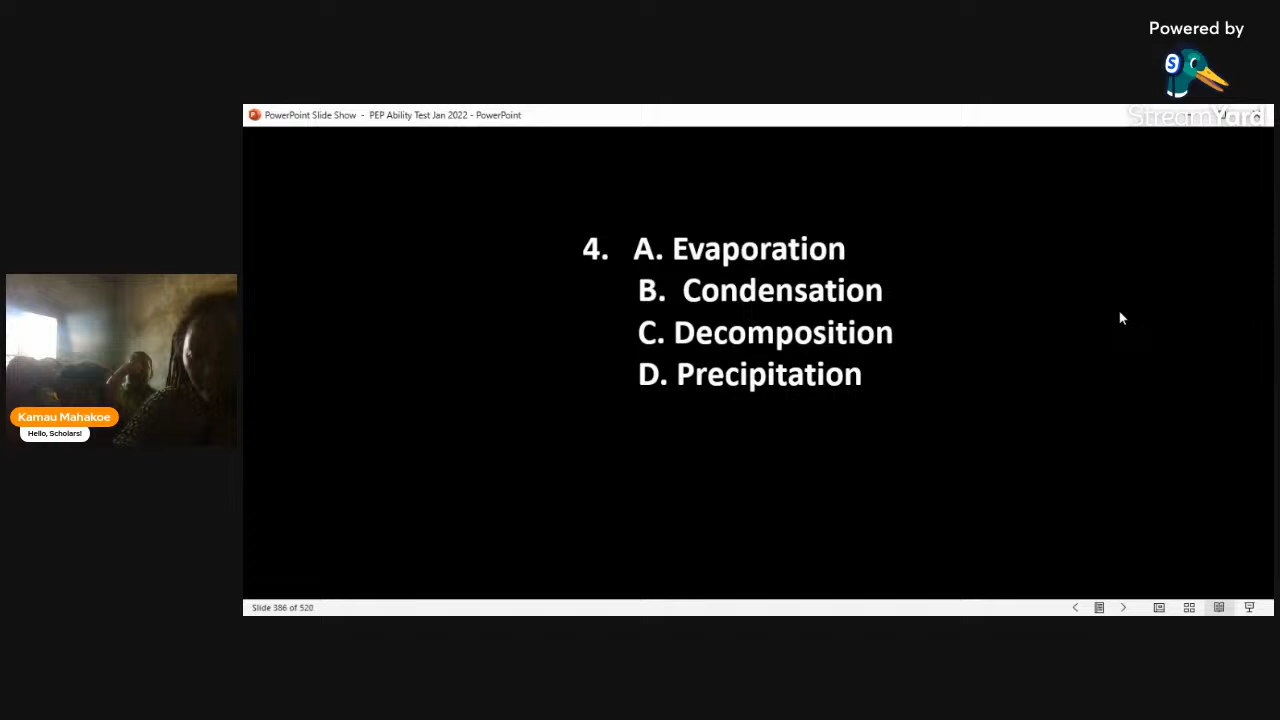 Powered by
StreamYard
PowerPoint Slide Show - PEP Ability Test Jan 2022 - PowerPoint
4. A. Evaporation
B. Condensation
C. Decomposition
D. Precipitation
Kamau Mahakoe
Hello, Scholars!
Slide 386 of 520